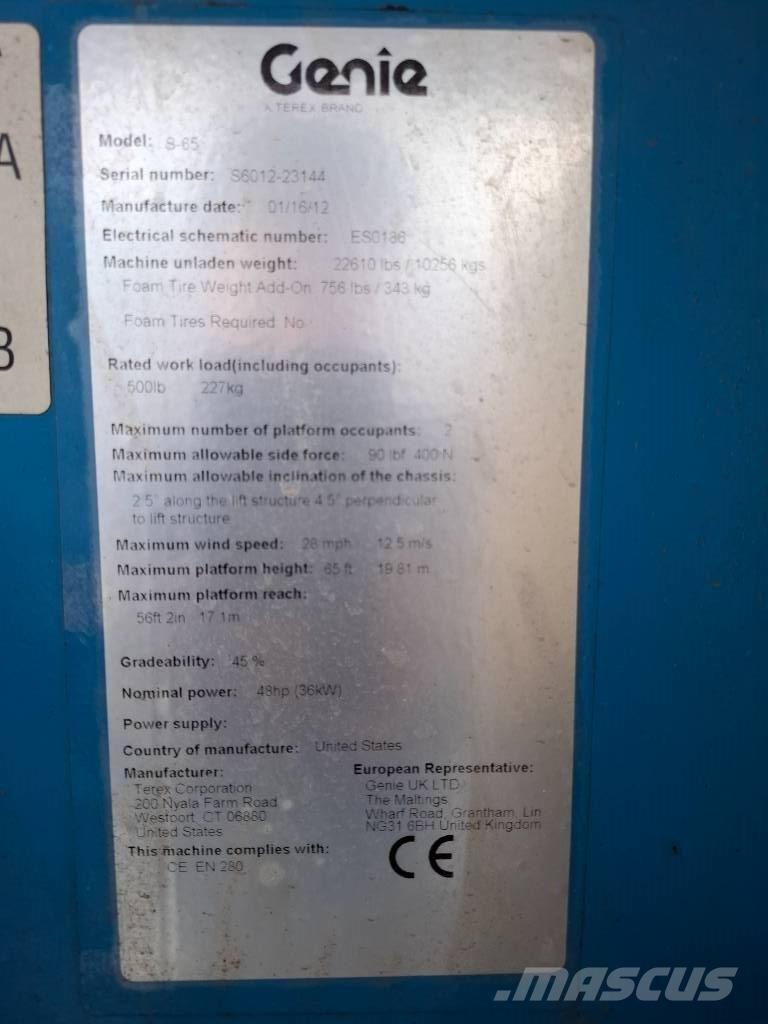 A
B
Genie
A TEREX BRAND
Model: S-65
Serial number: S6012-23144
Manufacture date: 01/16/12
Electrical schematic number: ES0186
Machine unladen weight: 22610 lbs / 10256 kgs
Foam Tire Weight Add-On 756 lbs / 343 kg
Foam Tires Required No
Rated work load(including occupants):
500lb 227kg
Maximum number of platform occupants: 2
Maximum allowable side force: 90 lbf 400 N
Maximum allowable inclination of the chassis:
2.5° along the lift structure 4.5° perpendicular
to lift structure
Maximum wind speed: 28 mph 12.5 m/s
Maximum platform height: 65 ft 19.81 m
Maximum platform reach:
56ft 2in 17.1m
Gradeability: 45 %
Nominal power: 48hp (36kW)
Power supply:
Country of manufacture: United States
Manufacturer:
Terex Corporation
200 Nyala Farm Road
Westport CT 06880
United States
European Representative:
Genie UK LTD
The Maltings
Wharf Road, Grantham, Lin
NG31 6BH United Kingdom
This machine complies with:
CE EN 280
CE
MASCUS